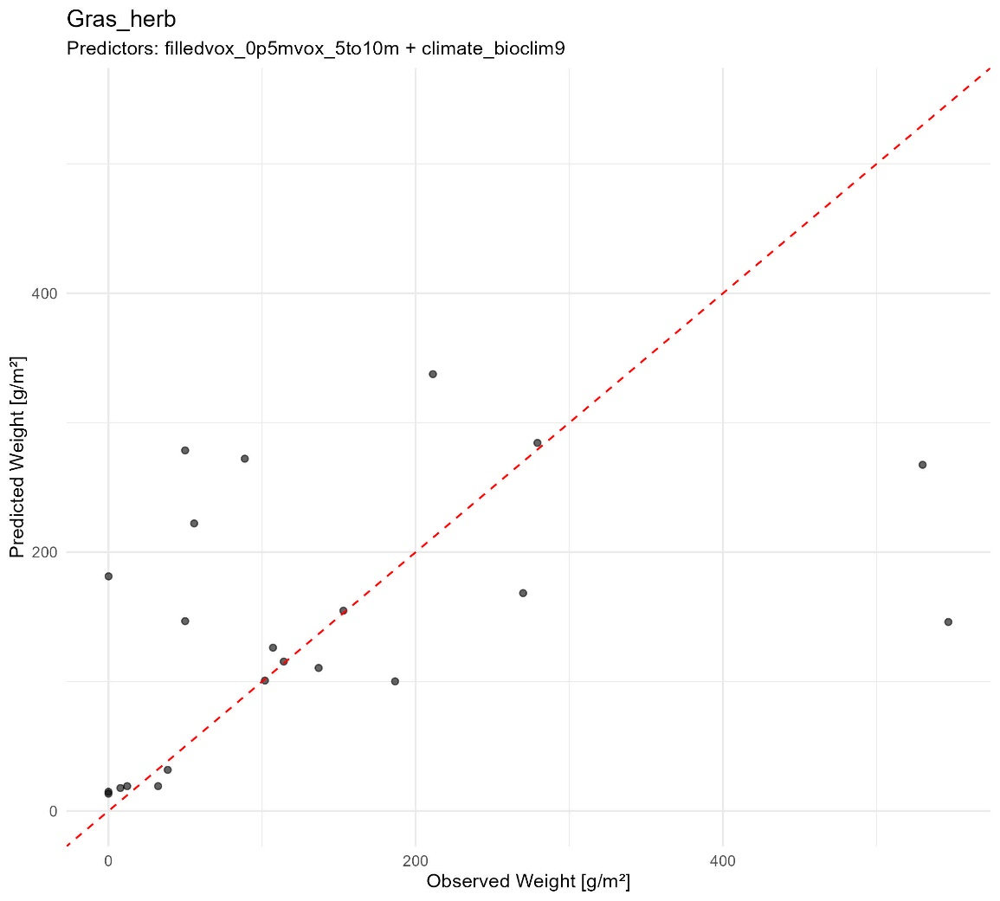 Gras_herb
Predictors: filledvox_0p5mvox_5to10m + climate_bioclim9
Predicted Weight [g/m²]
400
200
0
0 200 400
Observed Weight [g/m²]